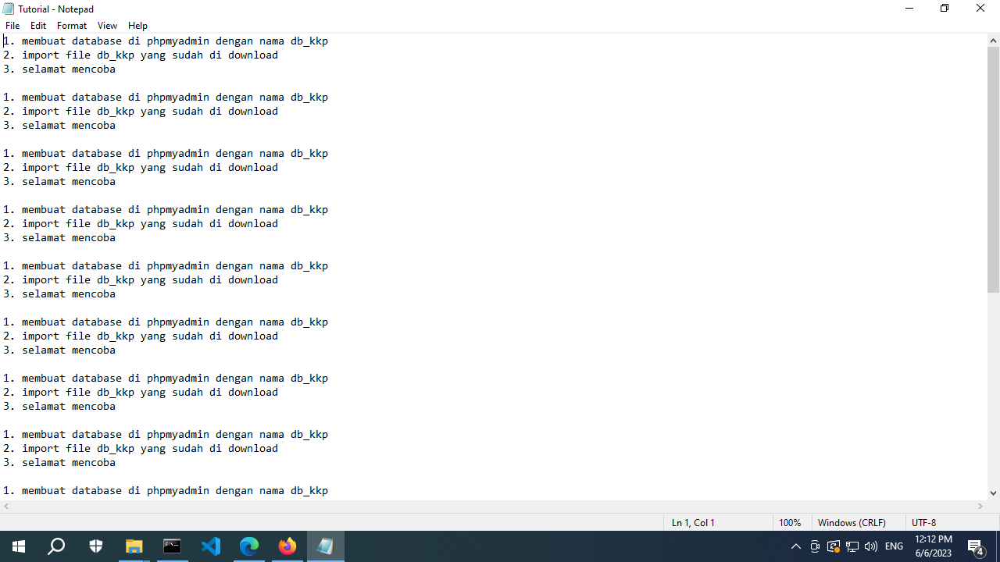 Tutorial - Notepad
File Edit Format View Help
1. membuat database di phpmyadmin dengan nama db_kkp
2. import file db_kkp yang sudah di download
3. selamat mencoba

1. membuat database di phpmyadmin dengan nama db_kkp
2. import file db_kkp yang sudah di download
3. selamat mencoba

1. membuat database di phpmyadmin dengan nama db_kkp
2. import file db_kkp yang sudah di download
3. selamat mencoba

1. membuat database di phpmyadmin dengan nama db_kkp
2. import file db_kkp yang sudah di download
3. selamat mencoba

1. membuat database di phpmyadmin dengan nama db_kkp
2. import file db_kkp yang sudah di download
3. selamat mencoba

1. membuat database di phpmyadmin dengan nama db_kkp
2. import file db_kkp yang sudah di download
3. selamat mencoba

1. membuat database di phpmyadmin dengan nama db_kkp
2. import file db_kkp yang sudah di download
3. selamat mencoba

1. membuat database di phpmyadmin dengan nama db_kkp
2. import file db_kkp yang sudah di download
3. selamat mencoba

1. membuat database di phpmyadmin dengan nama db_kkp
Ln 1, Col 1 100% Windows (CRLF) UTF-8
ENG
12:12 PM
6/6/2023
4